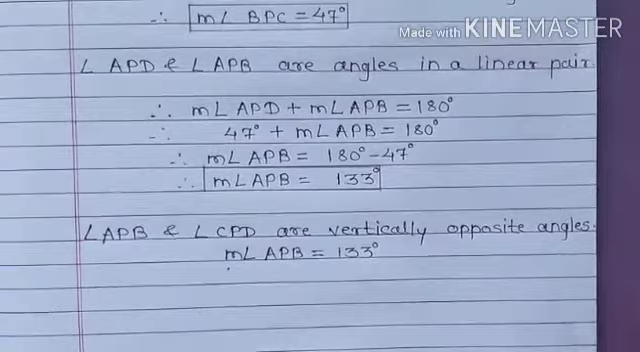 ∴ m∠ BPC = 47°
Made with KINEMASTER
∠ APD & ∠ APB are angles in a linear pair.
∴ m∠ APD + m∠ APB = 180°
∴ 47° + m∠ APB = 180°
∴ m∠ APB = 180° - 47°
∴ m∠ APB = 133°
∠ APB & ∠ CPD are vertically opposite angles.
m∠ APB = 133°